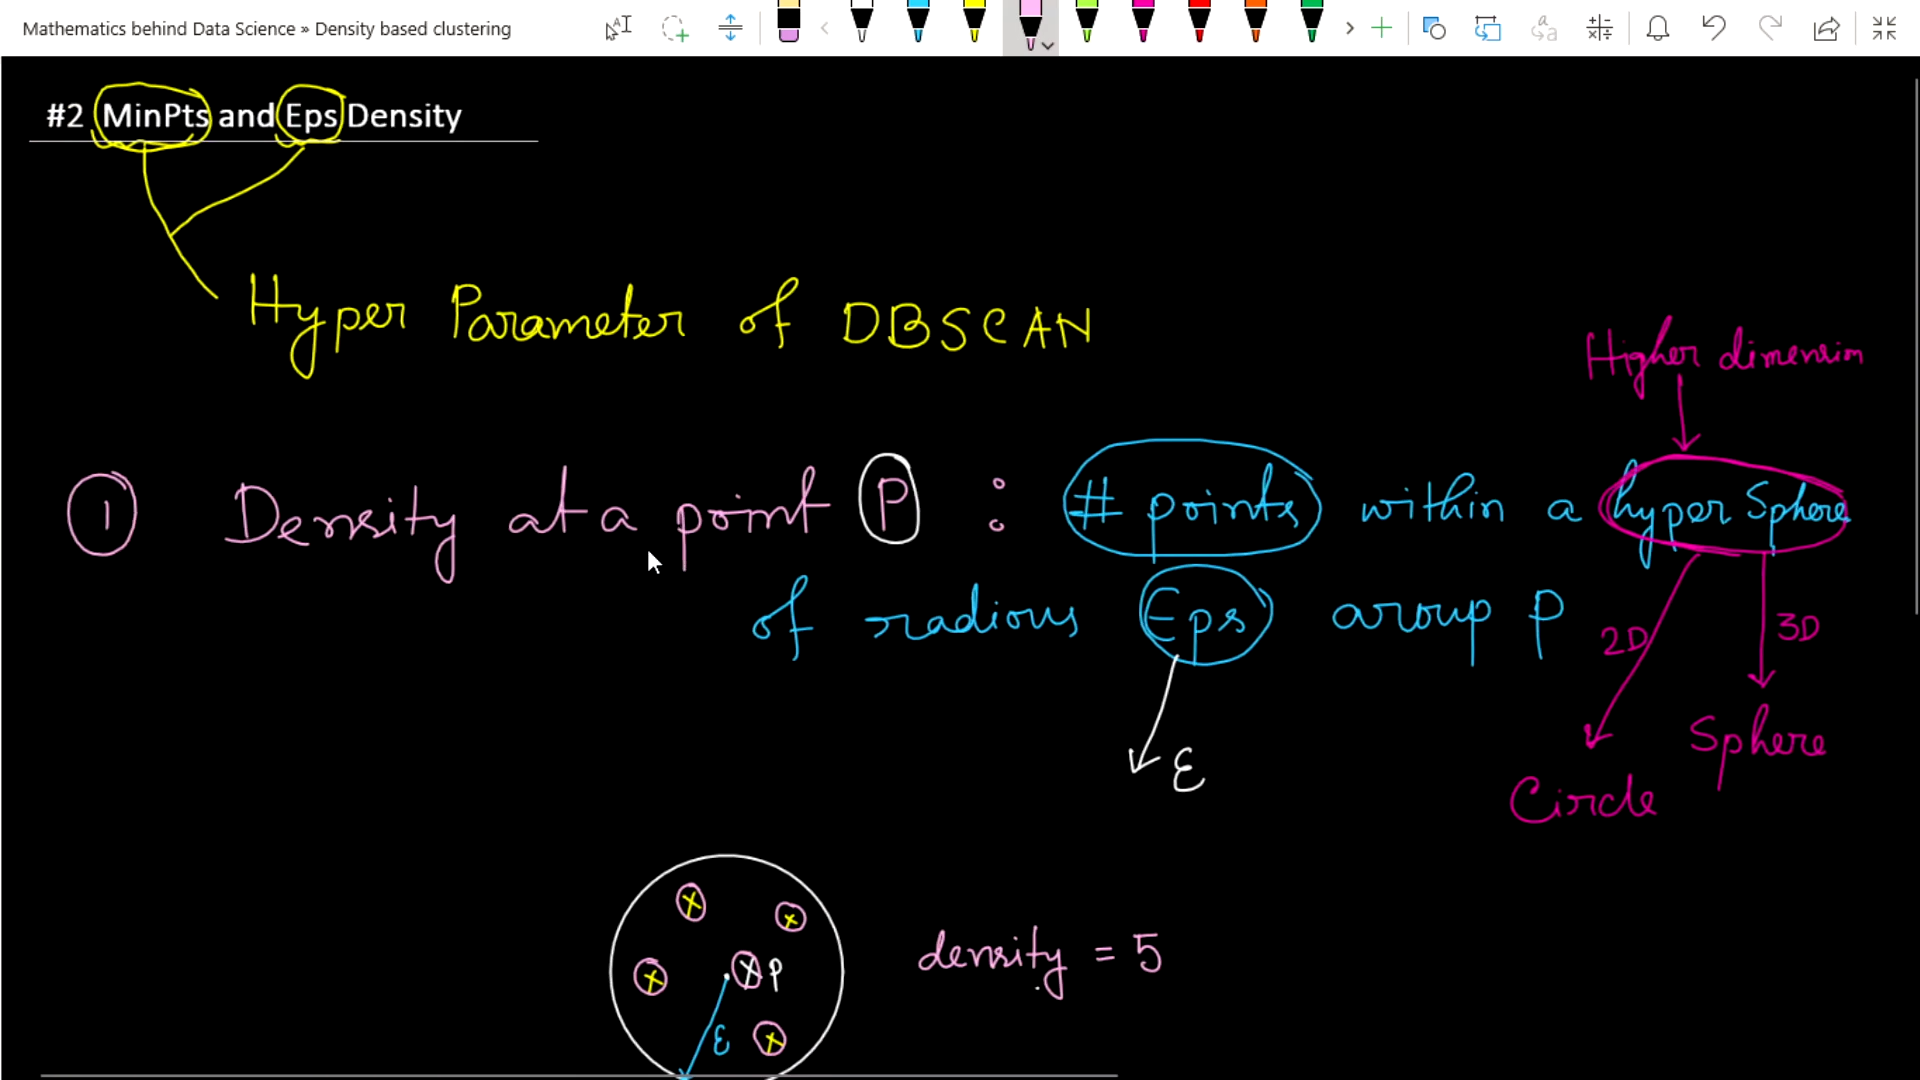 Mathematics behind Data Science » Density based clustering
#2 MinPts and Eps Density
Hyper Parameter of DBSCAN
Higher dimension
1 Density at a point P : # points within a hyper Sphere
of radious Eps aroup P
2D 3D
ε
Sphere
Circle
density = 5
P
ε